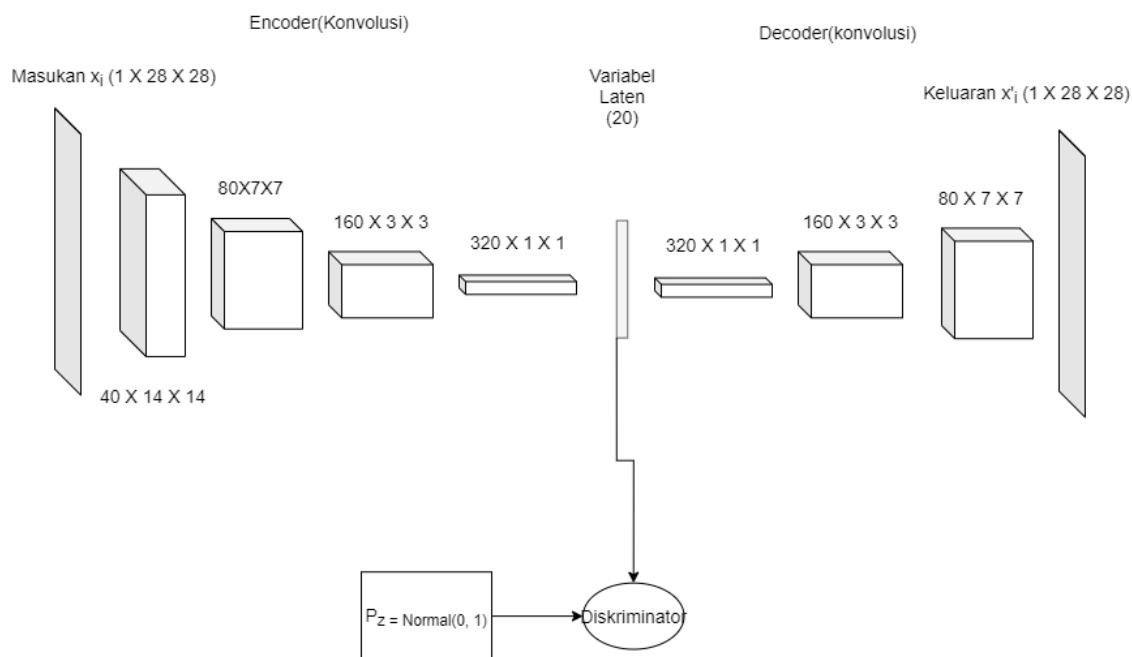 Encoder(Konvolusi)
Decoder(konvolusi)
Masukan xi (1 X 28 X 28)
Variabel
Laten
(20)
Keluaran x'i (1 X 28 X 28)
80X7X7
160 X 3 X 3
320 X 1 X 1
320 X 1 X 1
160 X 3 X 3
80 X 7 X 7
40 X 14 X 14
Pz = Normal(0, 1)
Diskriminator